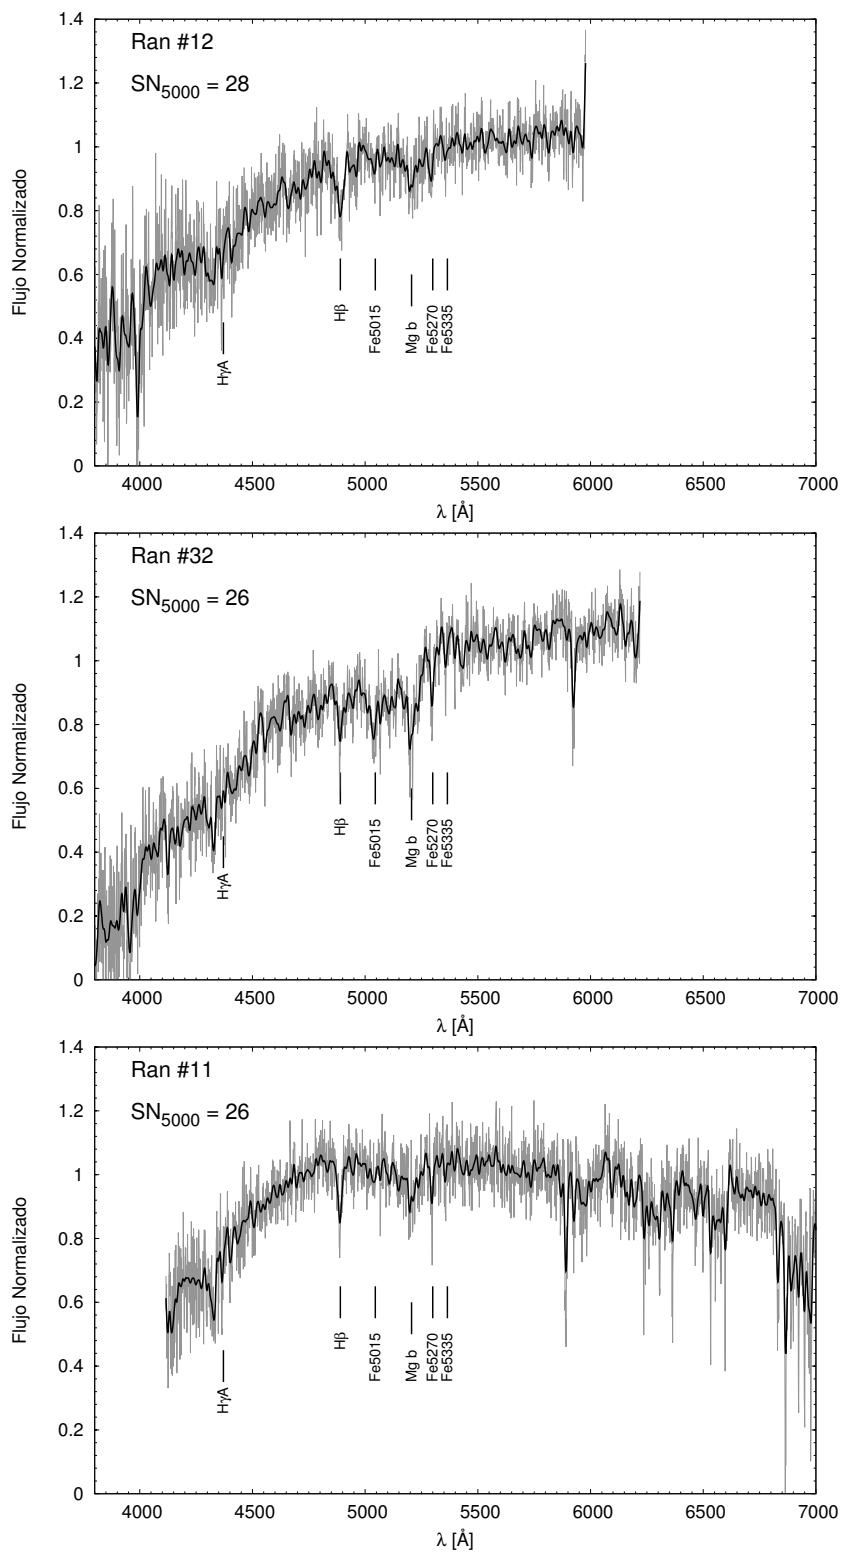 Ran #12
SN5000 = 28
Flujo Normalizado
1.4
1.2
1
0.8
0.6
0.4
0.2
0
HγA
Hβ
Fe5015
Mg b
Fe5270
Fe5335
4000 4500 5000 5500 6000 6500 7000
λ [Å]
Ran #32
SN5000 = 26
Flujo Normalizado
1.4
1.2
1
0.8
0.6
0.4
0.2
0
HγA
Hβ
Fe5015
Mg b
Fe5270
Fe5335
4000 4500 5000 5500 6000 6500 7000
λ [Å]
Ran #11
SN5000 = 26
Flujo Normalizado
1.4
1.2
1
0.8
0.6
0.4
0.2
0
HγA
Hβ
Fe5015
Mg b
Fe5270
Fe5335
4000 4500 5000 5500 6000 6500 7000
λ [Å]